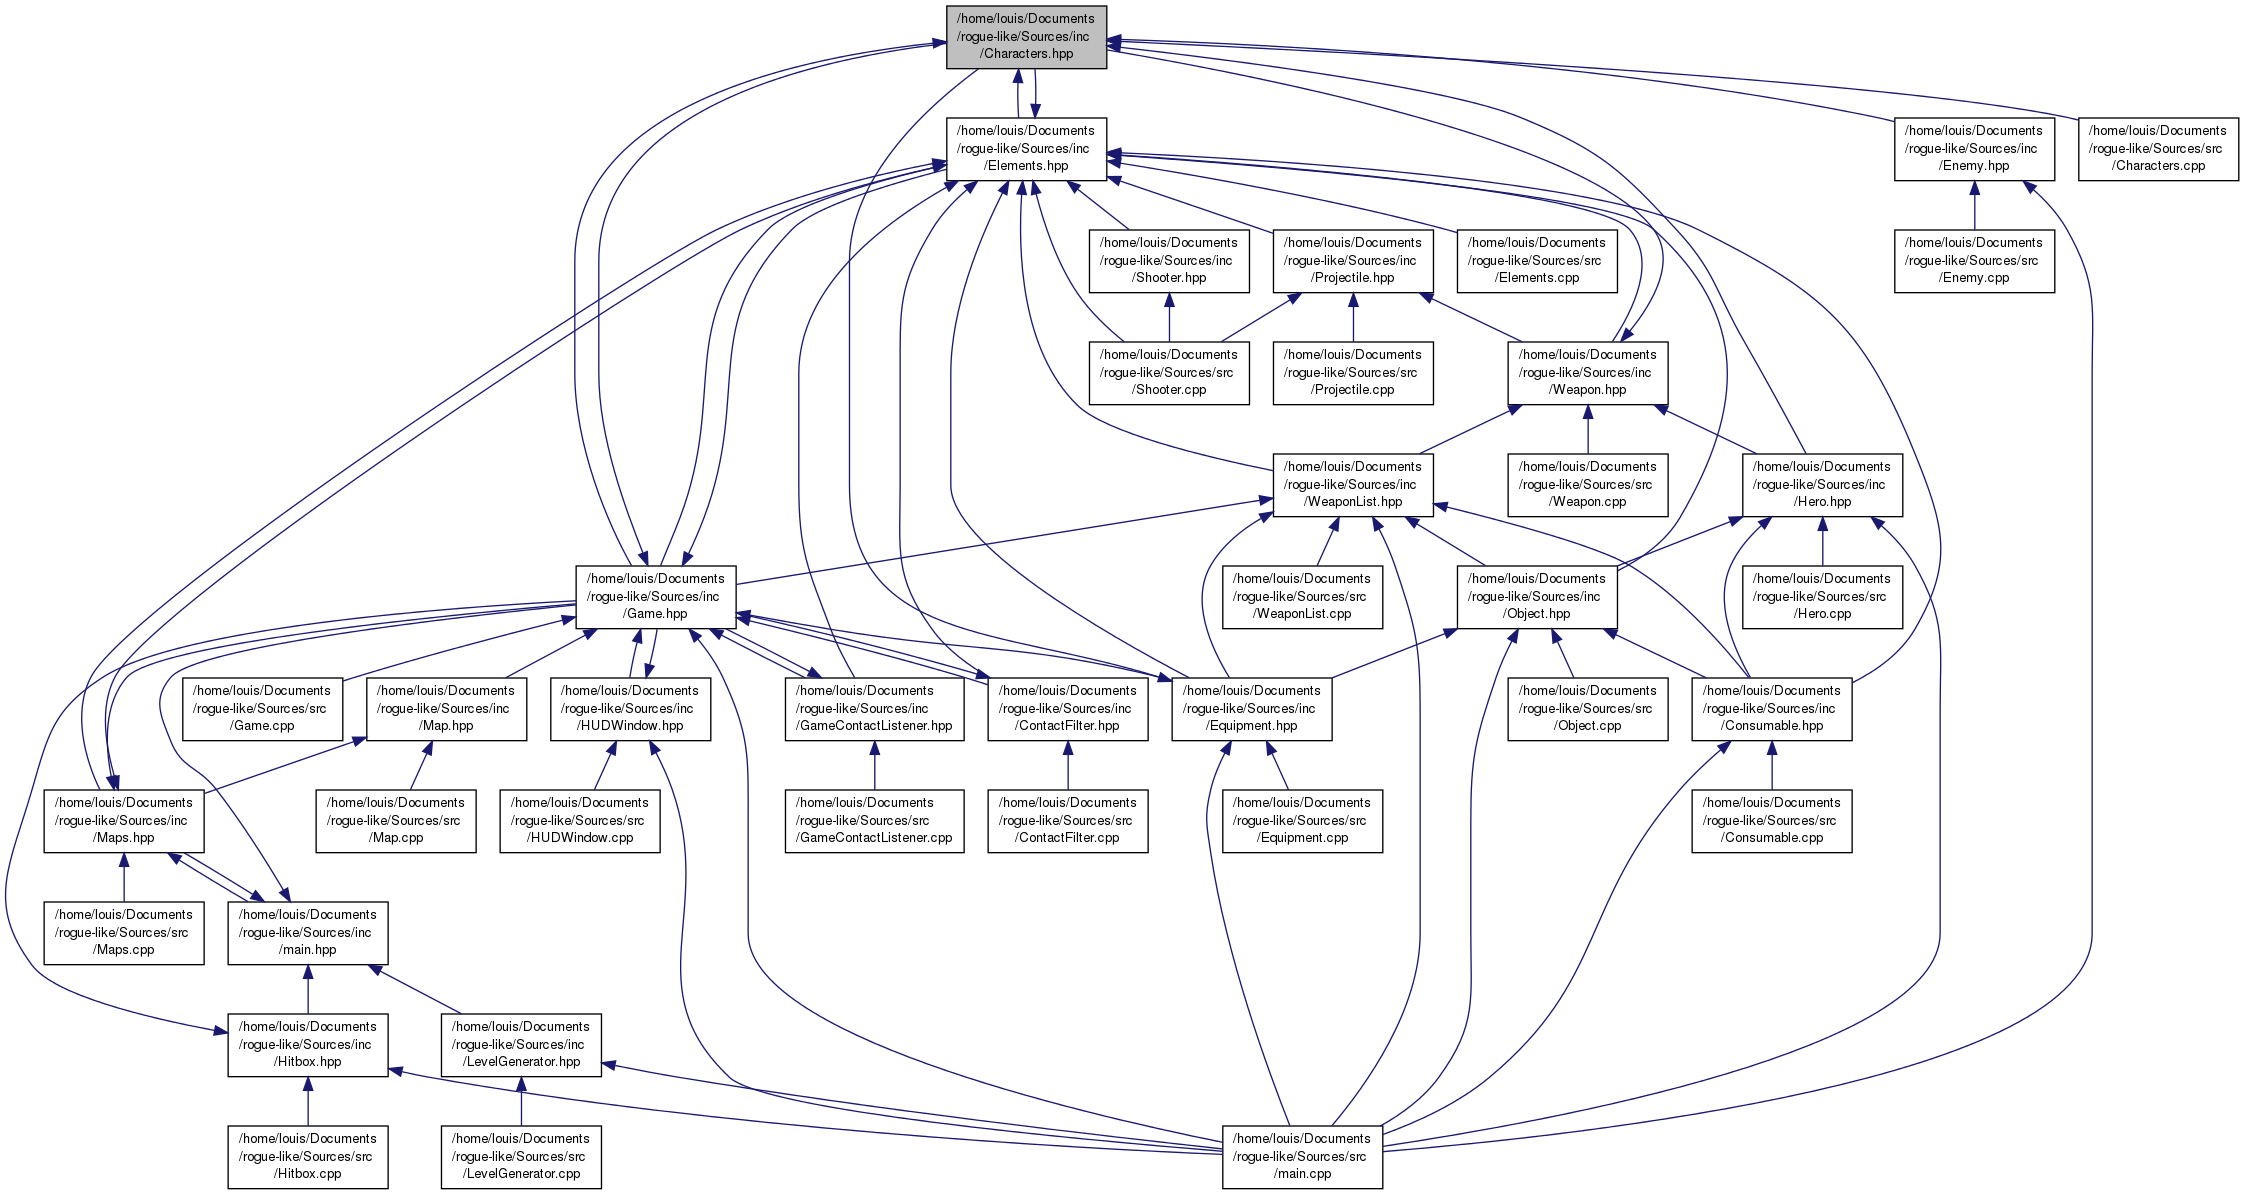 /home/louis/Documents
/rogue-like/Sources/inc
/Characters.hpp
/home/louis/Documents
/rogue-like/Sources/inc
/Elements.hpp
/home/louis/Documents
/rogue-like/Sources/inc
/Enemy.hpp
/home/louis/Documents
/rogue-like/Sources/src
/Characters.cpp
/home/louis/Documents
/rogue-like/Sources/inc
/Shooter.hpp
/home/louis/Documents
/rogue-like/Sources/inc
/Projectile.hpp
/home/louis/Documents
/rogue-like/Sources/src
/Elements.cpp
/home/louis/Documents
/rogue-like/Sources/src
/Enemy.cpp
/home/louis/Documents
/rogue-like/Sources/src
/Shooter.cpp
/home/louis/Documents
/rogue-like/Sources/src
/Projectile.cpp
/home/louis/Documents
/rogue-like/Sources/inc
/Weapon.hpp
/home/louis/Documents
/rogue-like/Sources/inc
/WeaponList.hpp
/home/louis/Documents
/rogue-like/Sources/src
/Weapon.cpp
/home/louis/Documents
/rogue-like/Sources/inc
/Hero.hpp
/home/louis/Documents
/rogue-like/Sources/inc
/Game.hpp
/home/louis/Documents
/rogue-like/Sources/src
/WeaponList.cpp
/home/louis/Documents
/rogue-like/Sources/inc
/Object.hpp
/home/louis/Documents
/rogue-like/Sources/src
/Hero.cpp
/home/louis/Documents
/rogue-like/Sources/src
/Game.cpp
/home/louis/Documents
/rogue-like/Sources/inc
/Map.hpp
/home/louis/Documents
/rogue-like/Sources/inc
/HUDWindow.hpp
/home/louis/Documents
/rogue-like/Sources/inc
/GameContactListener.hpp
/home/louis/Documents
/rogue-like/Sources/inc
/ContactFilter.hpp
/home/louis/Documents
/rogue-like/Sources/inc
/Equipment.hpp
/home/louis/Documents
/rogue-like/Sources/src
/Object.cpp
/home/louis/Documents
/rogue-like/Sources/inc
/Consumable.hpp
/home/louis/Documents
/rogue-like/Sources/inc
/Maps.hpp
/home/louis/Documents
/rogue-like/Sources/src
/Map.cpp
/home/louis/Documents
/rogue-like/Sources/src
/HUDWindow.cpp
/home/louis/Documents
/rogue-like/Sources/src
/GameContactListener.cpp
/home/louis/Documents
/rogue-like/Sources/src
/ContactFilter.cpp
/home/louis/Documents
/rogue-like/Sources/src
/Equipment.cpp
/home/louis/Documents
/rogue-like/Sources/src
/Consumable.cpp
/home/louis/Documents
/rogue-like/Sources/src
/Maps.cpp
/home/louis/Documents
/rogue-like/Sources/inc
/main.hpp
/home/louis/Documents
/rogue-like/Sources/inc
/Hitbox.hpp
/home/louis/Documents
/rogue-like/Sources/inc
/LevelGenerator.hpp
/home/louis/Documents
/rogue-like/Sources/src
/Hitbox.cpp
/home/louis/Documents
/rogue-like/Sources/src
/LevelGenerator.cpp
/home/louis/Documents
/rogue-like/Sources/src
/main.cpp